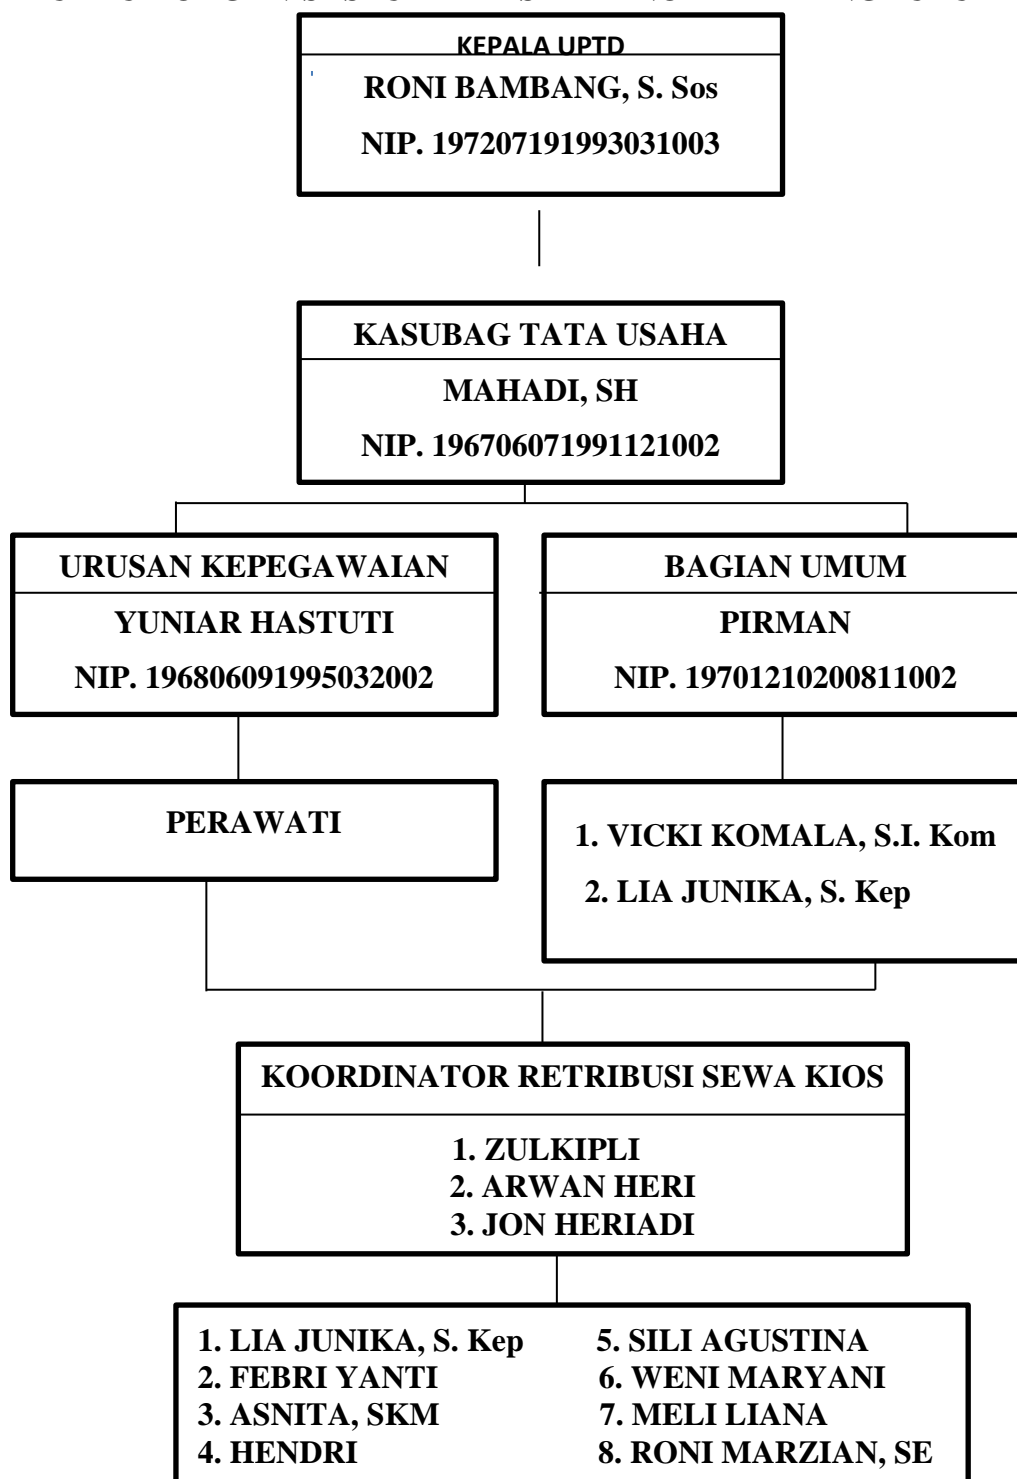 KEPALA UPTD
RONI BAMBANG, S. Sos
NIP. 197207191993031003
KASUBAG TATA USAHA
MAHADI, SH
NIP. 196706071991121002
URUSAN KEPEGAWAIAN
YUNIAR HASTUTI
NIP. 196806091995032002
BAGIAN UMUM
PIRMAN
NIP. 19701210200811002
PERAWATI
1. VICKI KOMALA, S.I. Kom
2. LIA JUNIKA, S. Kep
KOORDINATOR RETRIBUSI SEWA KIOS
1. ZULKIPLI
2. ARWAN HERI
3. JON HERIADI
1. LIA JUNIKA, S. Kep
2. FEBRI YANTI
3. ASNITA, SKM
4. HENDRI
5. SILI AGUSTINA
6. WENI MARYANI
7. MELI LIANA
8. RONI MARZIAN, SE